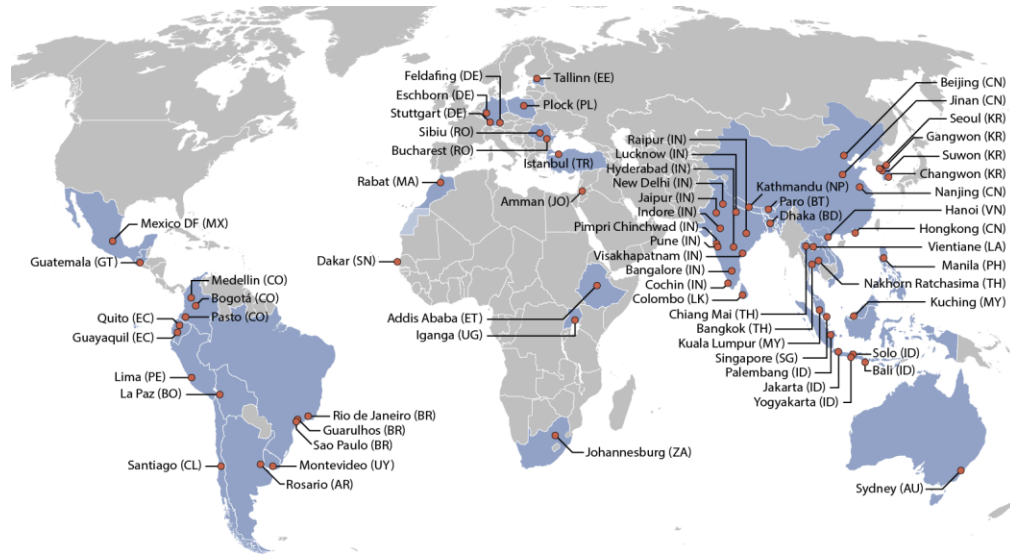 Feldafing (DE)
Tallinn (EE)
Eschborn (DE)
Plock (PL)
Stuttgart (DE)
Sibiu (RO)
Bucharest (RO)
Istanbul (TR)
Rabat (MA)
Amman (JO)
Dakar (SN)
Addis Ababa (ET)
Iganga (UG)
Johannesburg (ZA)
Mexico DF (MX)
Guatemala (GT)
Medellin (CO)
Bogotá (CO)
Quito (EC)
Pasto (CO)
Guayaquil (EC)
Lima (PE)
La Paz (BO)
Rio de Janeiro (BR)
Guarulhos (BR)
Sao Paulo (BR)
Santiago (CL)
Montevideo (UY)
Rosario (AR)
Raipur (IN)
Lucknow (IN)
Hyderabad (IN)
New Delhi (IN)
Jaipur (IN)
Indore (IN)
Pimpri Chinchwad (IN)
Pune (IN)
Visakhapatnam (IN)
Bangalore (IN)
Cochin (IN)
Colombo (LK)
Kathmandu (NP)
Paro (BT)
Dhaka (BD)
Chiang Mai (TH)
Bangkok (TH)
Kuala Lumpur (MY)
Singapore (SG)
Palembang (ID)
Jakarta (ID)
Yogyakarta (ID)
Beijing (CN)
Jinan (CN)
Seoul (KR)
Gangwon (KR)
Suwon (KR)
Changwon (KR)
Nanjing (CN)
Hanoi (VN)
Hongkong (CN)
Vientiane (LA)
Manila (PH)
Nakhorn Ratchasima (TH)
Kuching (MY)
Solo (ID)
Bali (ID)
Sydney (AU)